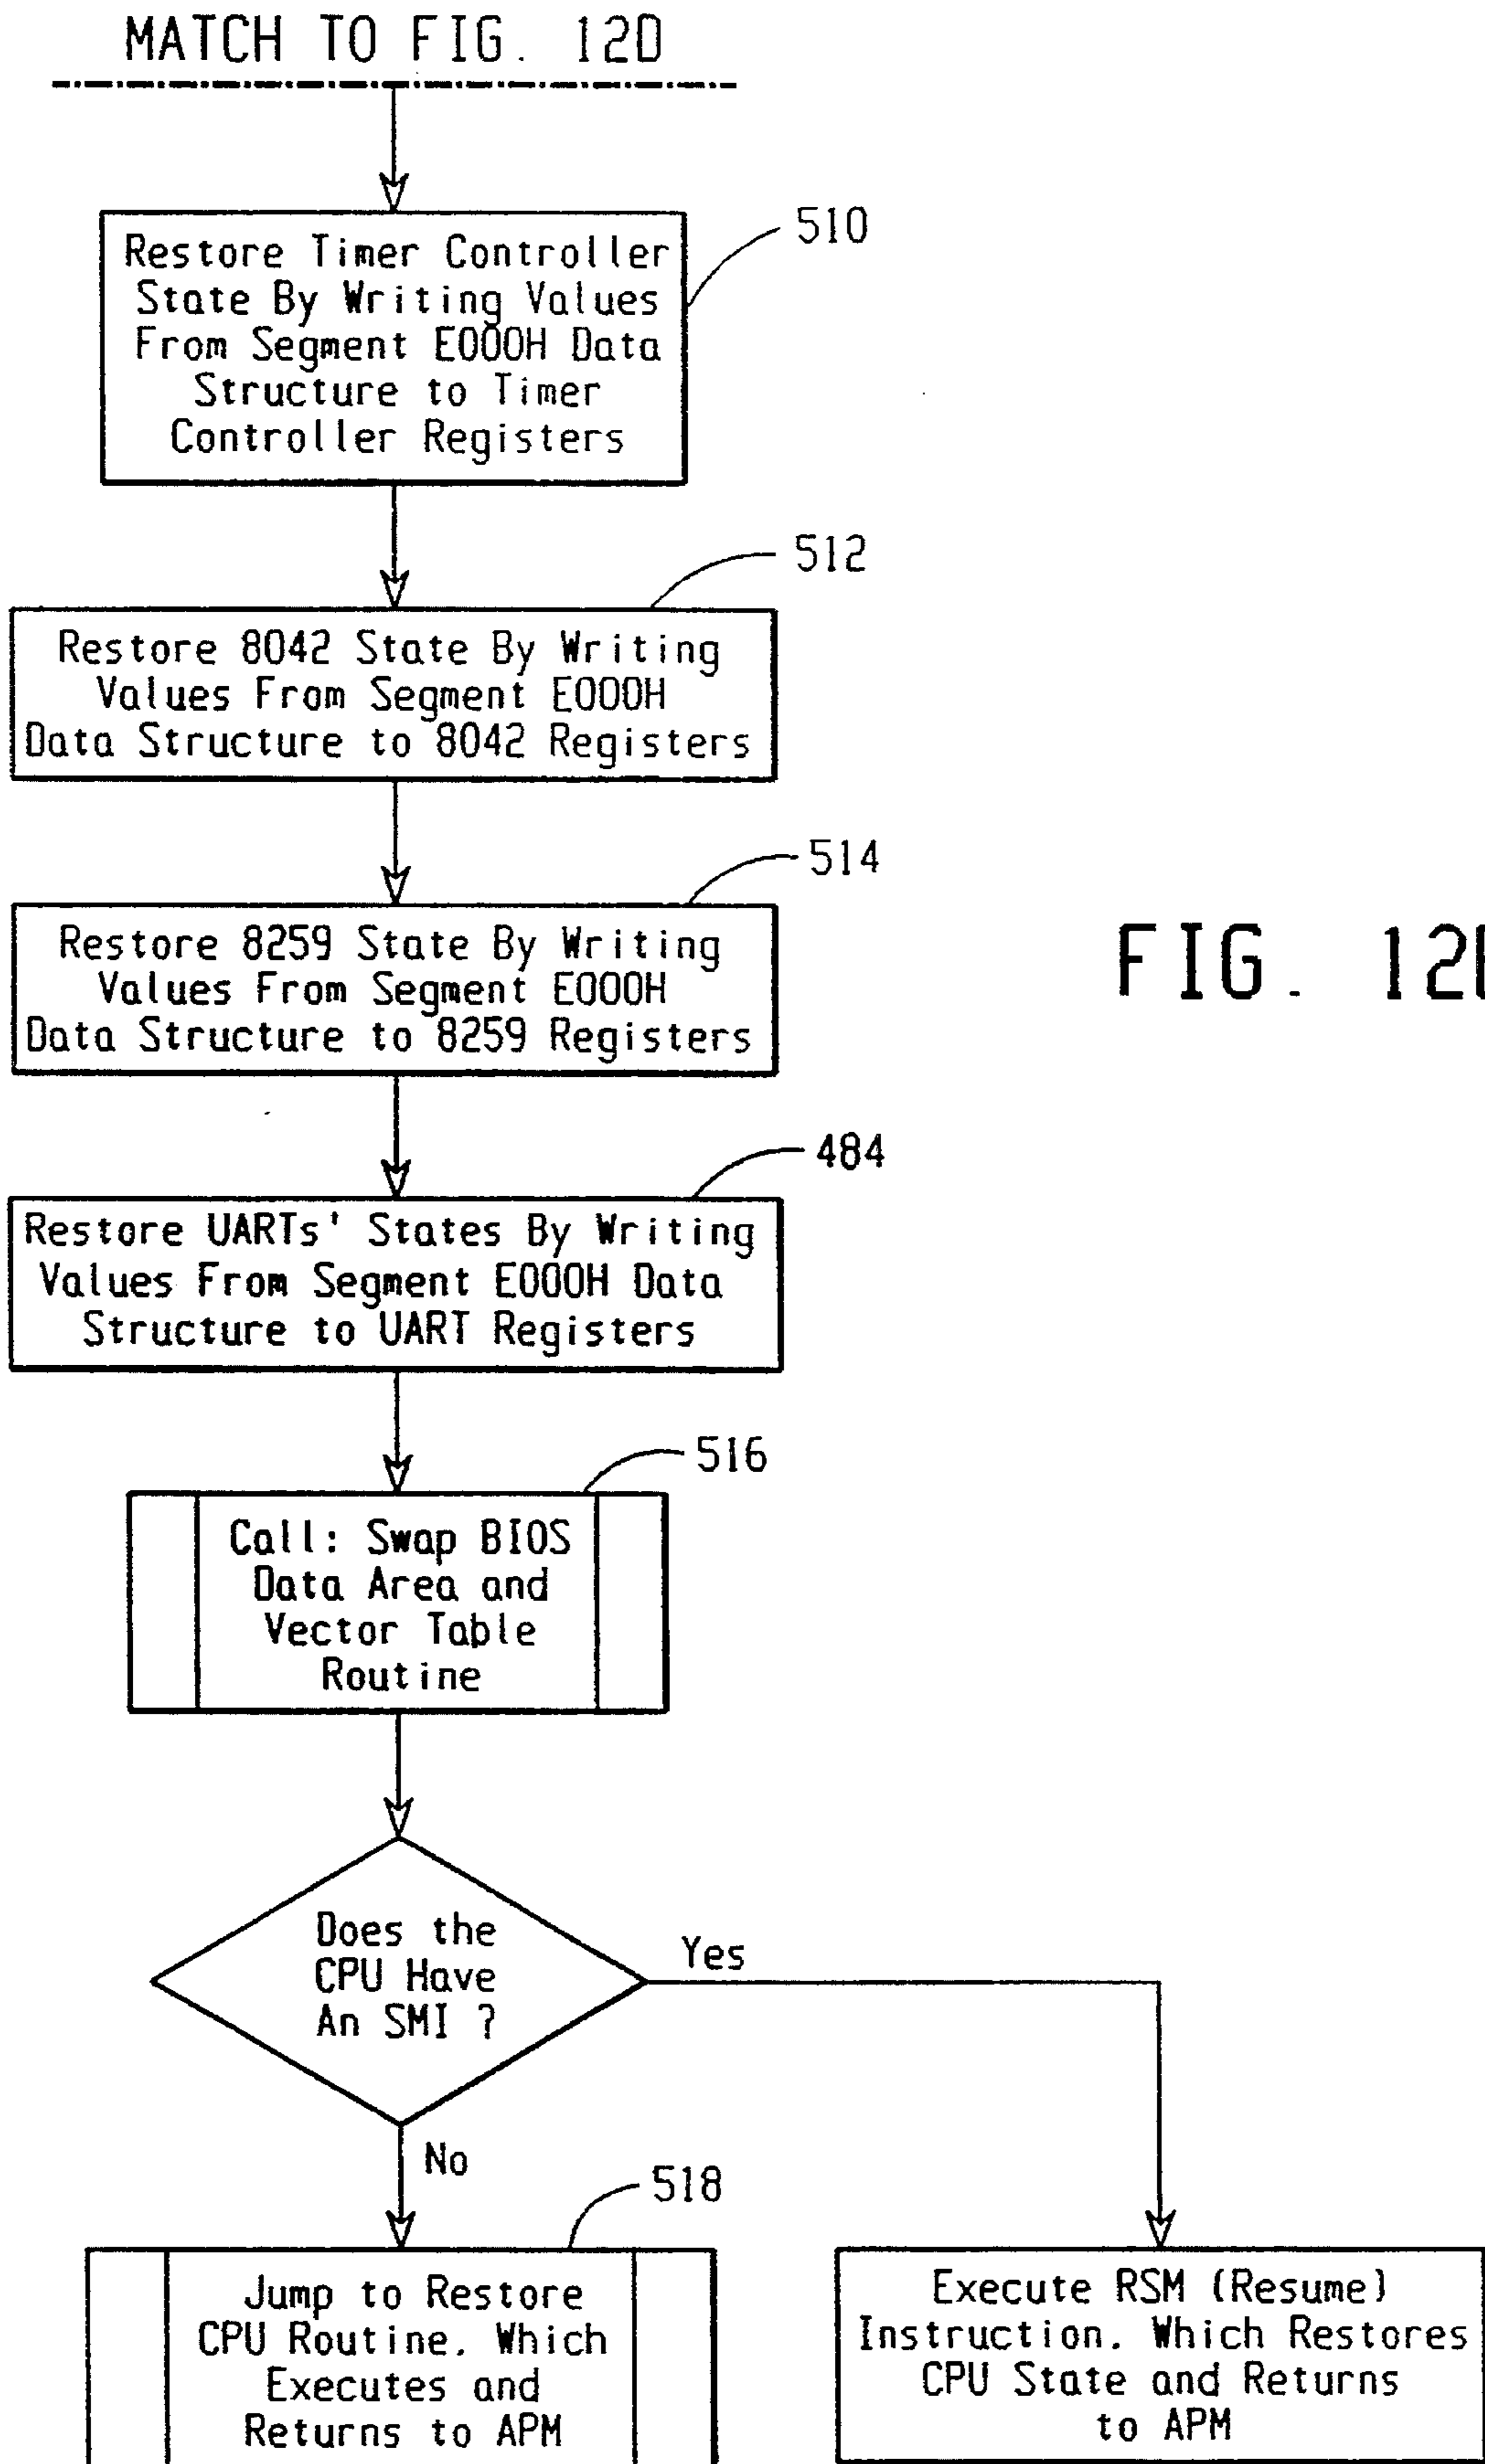 MATCH TO FIG. 12D
510
Restore Timer Controller
State By Writing Values
From Segment E000H Data
Structure to Timer
Controller Registers
512
Restore 8042 State By Writing
Values From Segment E000H
Data Structure to 8042 Registers
514
Restore 8259 State By Writing
Values From Segment E000H
Data Structure to 8259 Registers
FIG. 12
484
Restore UARTs' States By Writing
Values From Segment E000H Data
Structure to UART Registers
516
Call: Swap BIOS
Data Area and
Vector Table
Routine
Does the
CPU Have
An SMI ?
Yes
No
518
Jump to Restore
CPU Routine. Which
Executes and
Returns to APM
Execute RSM (Resume)
Instruction. Which Restores
CPU State and Returns
to APM